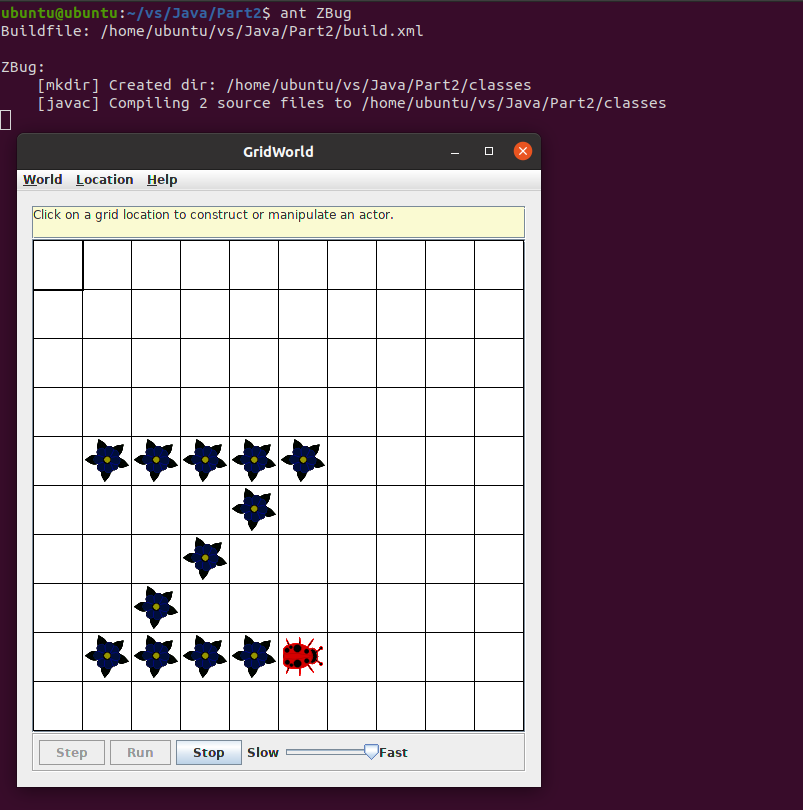 ubuntu@ubuntu:~/vs/Java/Part2$ ant ZBug
Buildfile: /home/ubuntu/vs/Java/Part2/build.xml
ZBug:
[mkdir] Created dir: /home/ubuntu/vs/Java/Part2/classes
[javac] Compiling 2 source files to /home/ubuntu/vs/Java/Part2/classes
GridWorld
World Location Help
Click on a grid location to construct or manipulate an actor.
Step Run Stop Slow Fast